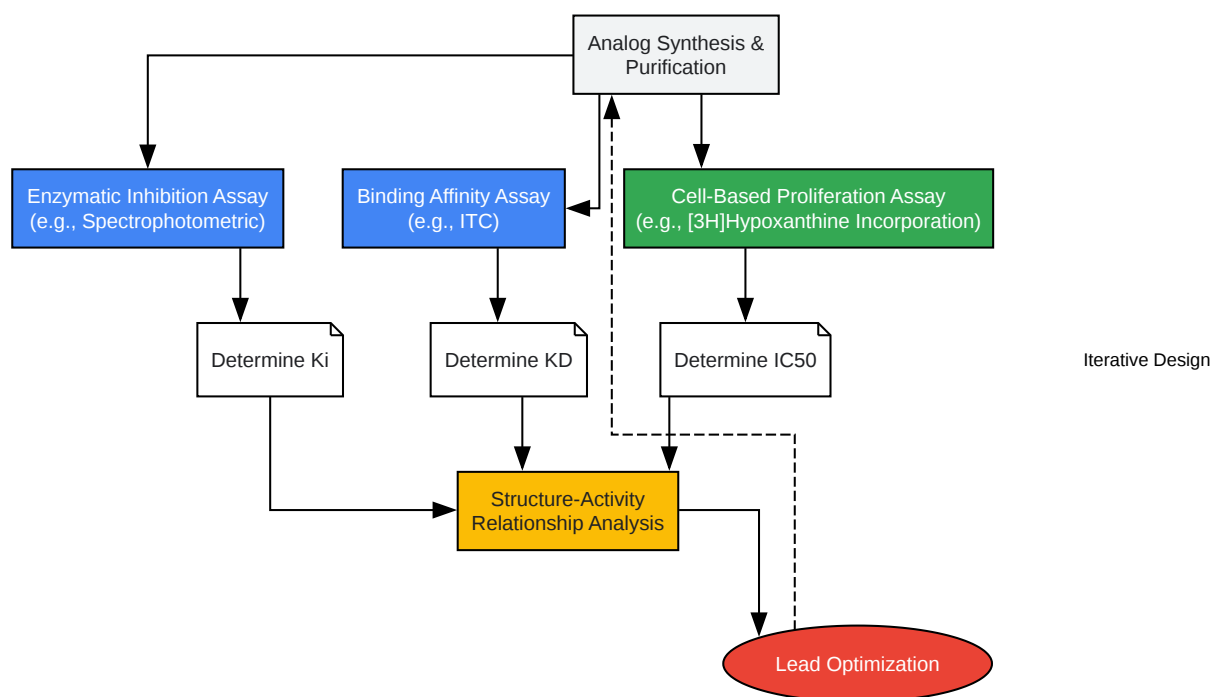 Analog Synthesis &
Purification
Enzymatic Inhibition Assay
(e.g., Spectrophotometric)
Binding Affinity Assay
(e.g., ITC)
Cell-Based Proliferation Assay
(e.g., [3H]Hypoxanthine Incorporation)
Determine Ki
Determine KD
Determine IC50
Iterative Design
Structure-Activity
Relationship Analysis
Lead Optimization